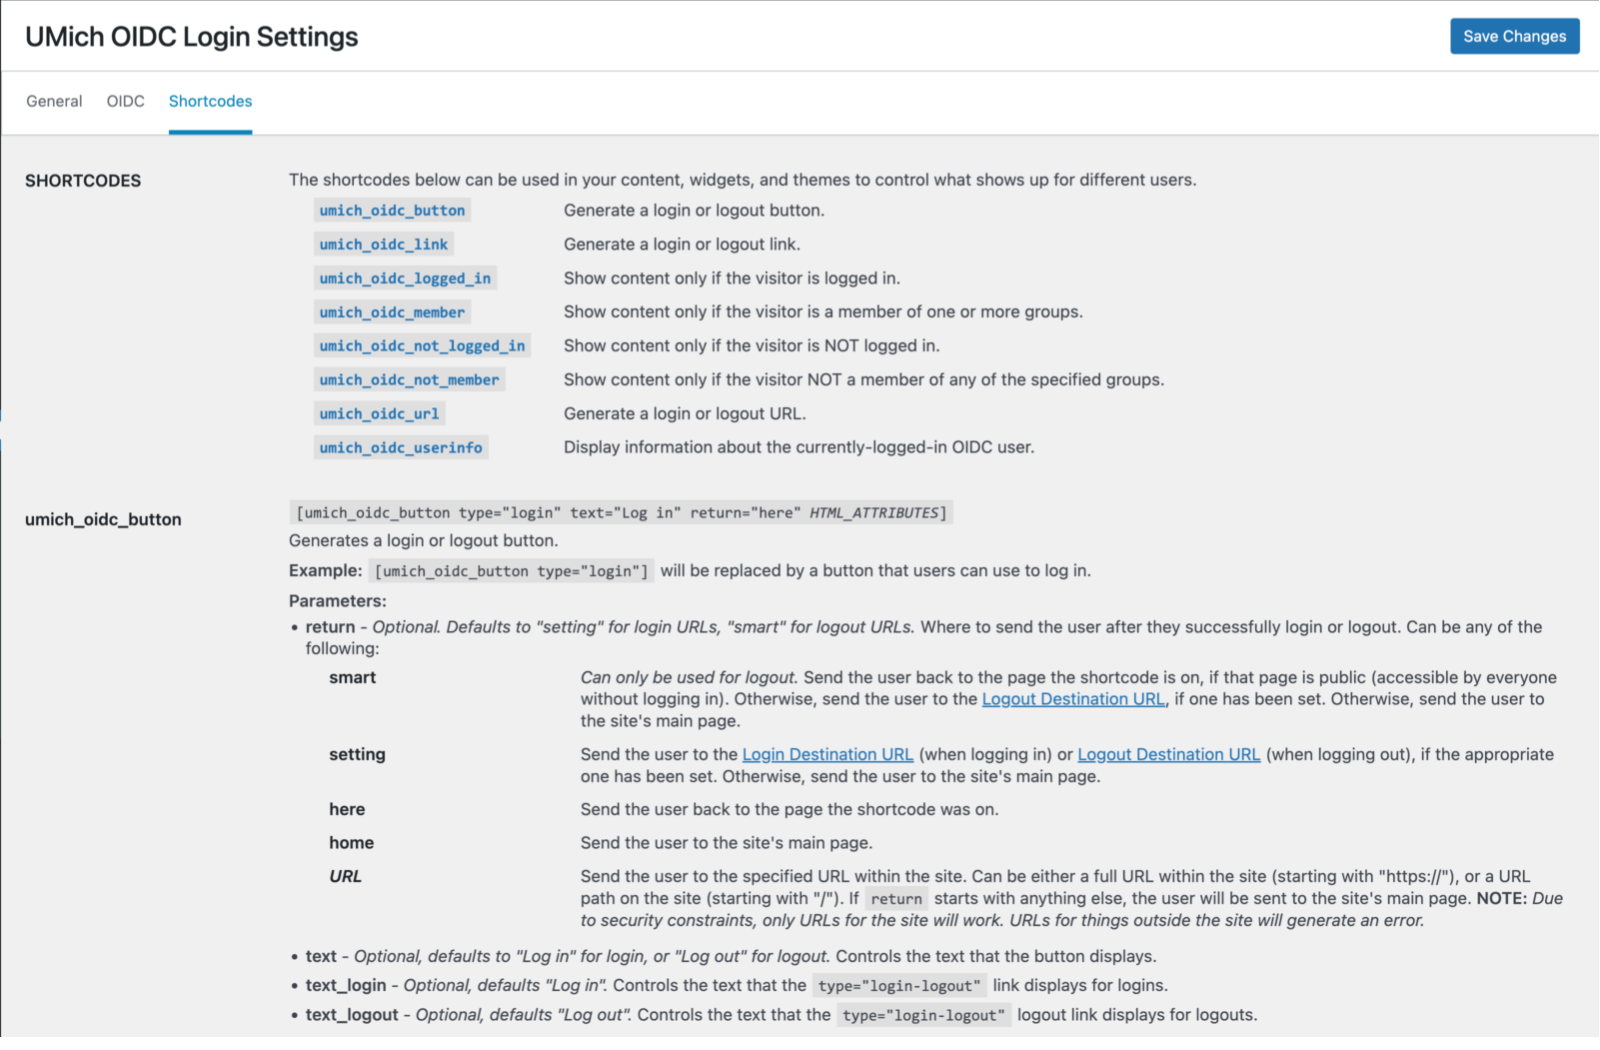 UMich OIDC Login Settings
Save Changes
General OIDC Shortcodes
SHORTCODES
The shortcodes below can be used in your content, widgets, and themes to control what shows up for different users.
umich_oidc_button Generate a login or logout button.
umich_oidc_link Generate a login or logout link.
umich_oidc_logged_in Show content only if the visitor is logged in.
umich_oidc_member Show content only if the visitor is a member of one or more groups.
umich_oidc_not_logged_in Show content only if the visitor is NOT logged in.
umich_oidc_not_member Show content only if the visitor NOT a member of any of the specified groups.
umich_oidc_url Generate a login or logout URL.
umich_oidc_userinfo Display information about the currently-logged-in OIDC user.
umich_oidc_button
[umich_oidc_button type="login" text="Log in" return="here" HTML_ATTRIBUTES]
Generates a login or logout button.
Example: [umich_oidc_button type="login"] will be replaced by a button that users can use to log in.
Parameters:
• return - Optional. Defaults to "setting" for login URLs, "smart" for logout URLs. Where to send the user after they successfully login or logout. Can be any of the
following:
smart Can only be used for logout. Send the user back to the page the shortcode is on, if that page is public (accessible by everyone
without logging in). Otherwise, send the user to the Logout Destination URL, if one has been set. Otherwise, send the user to
the site's main page.
setting Send the user to the Login Destination URL (when logging in) or Logout Destination URL (when logging out), if the appropriate
one has been set. Otherwise, send the user to the site's main page.
here Send the user back to the page the shortcode was on.
home Send the user to the site's main page.
URL Send the user to the specified URL within the site. Can be either a full URL within the site (starting with "https://"), or a URL
path on the site (starting with "/"). If return starts with anything else, the user will be sent to the site's main page. NOTE: Due
to security constraints, only URLs for the site will work. URLs for things outside the site will generate an error.
• text - Optional, defaults to "Log in" for login, or "Log out" for logout. Controls the text that the button displays.
• text_login - Optional, defaults "Log in". Controls the text that the type="login-logout" link displays for logins.
• text_logout - Optional, defaults "Log out". Controls the text that the type="login-logout" logout link displays for logouts.